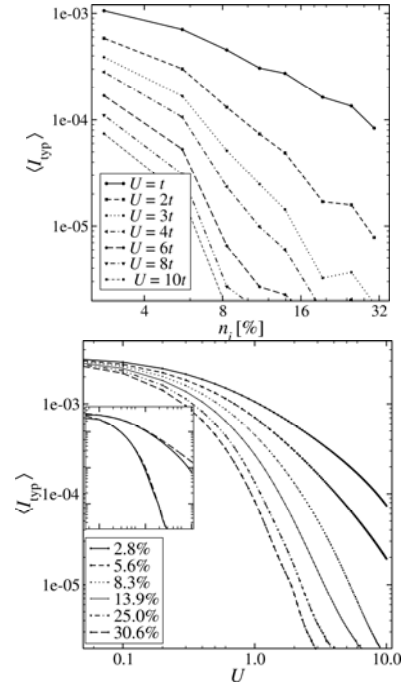 1e-03
1e-04
1e-05
⟨I_typ⟩
U = t
U = 2t
U = 3t
U = 4t
U = 6t
U = 8t
U = 10t
4 8 16 32
n_i [%]
1e-03
1e-04
1e-05
⟨I_typ⟩
2.8%
5.6%
8.3%
13.9%
25.0%
30.6%
0.1 1.0 10.0
U